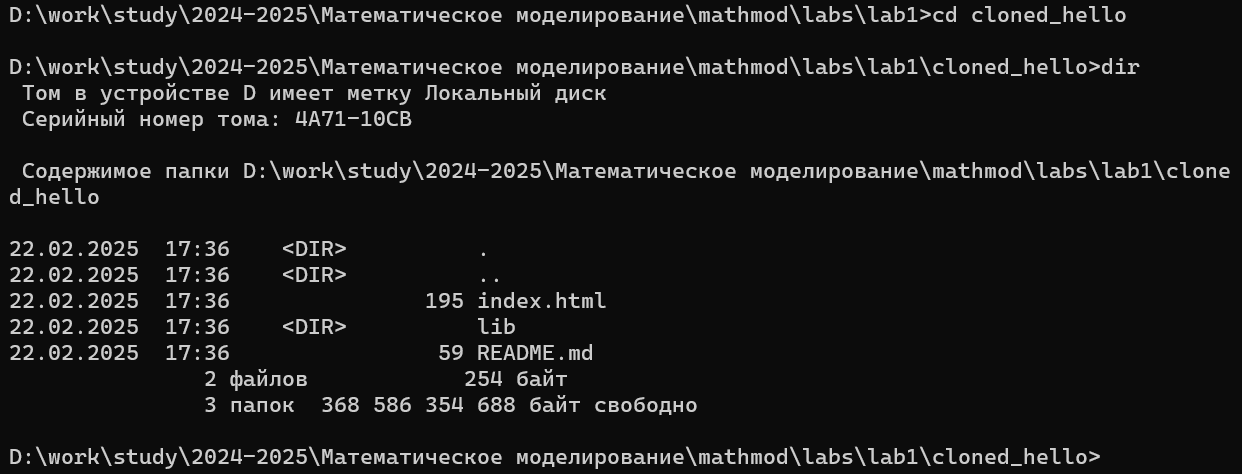 D:\work\study\2024-2025\Математическое моделирование\mathmod\labs\lab1>cd cloned_hello
D:\work\study\2024-2025\Математическое моделирование\mathmod\labs\lab1\cloned_hello>dir
 Том в устройстве D имеет метку Локальный диск
 Серийный номер тома: 4A71-10CB
 Содержимое папки D:\work\study\2024-2025\Математическое моделирование\mathmod\labs\lab1\clone
d_hello
22.02.2025  17:36    <DIR>          .
22.02.2025  17:36    <DIR>          ..
22.02.2025  17:36               195 index.html
22.02.2025  17:36    <DIR>          lib
22.02.2025  17:36                59 README.md
               2 файлов            254 байт
               3 папок  368 586 354 688 байт свободно
D:\work\study\2024-2025\Математическое моделирование\mathmod\labs\lab1\cloned_hello>